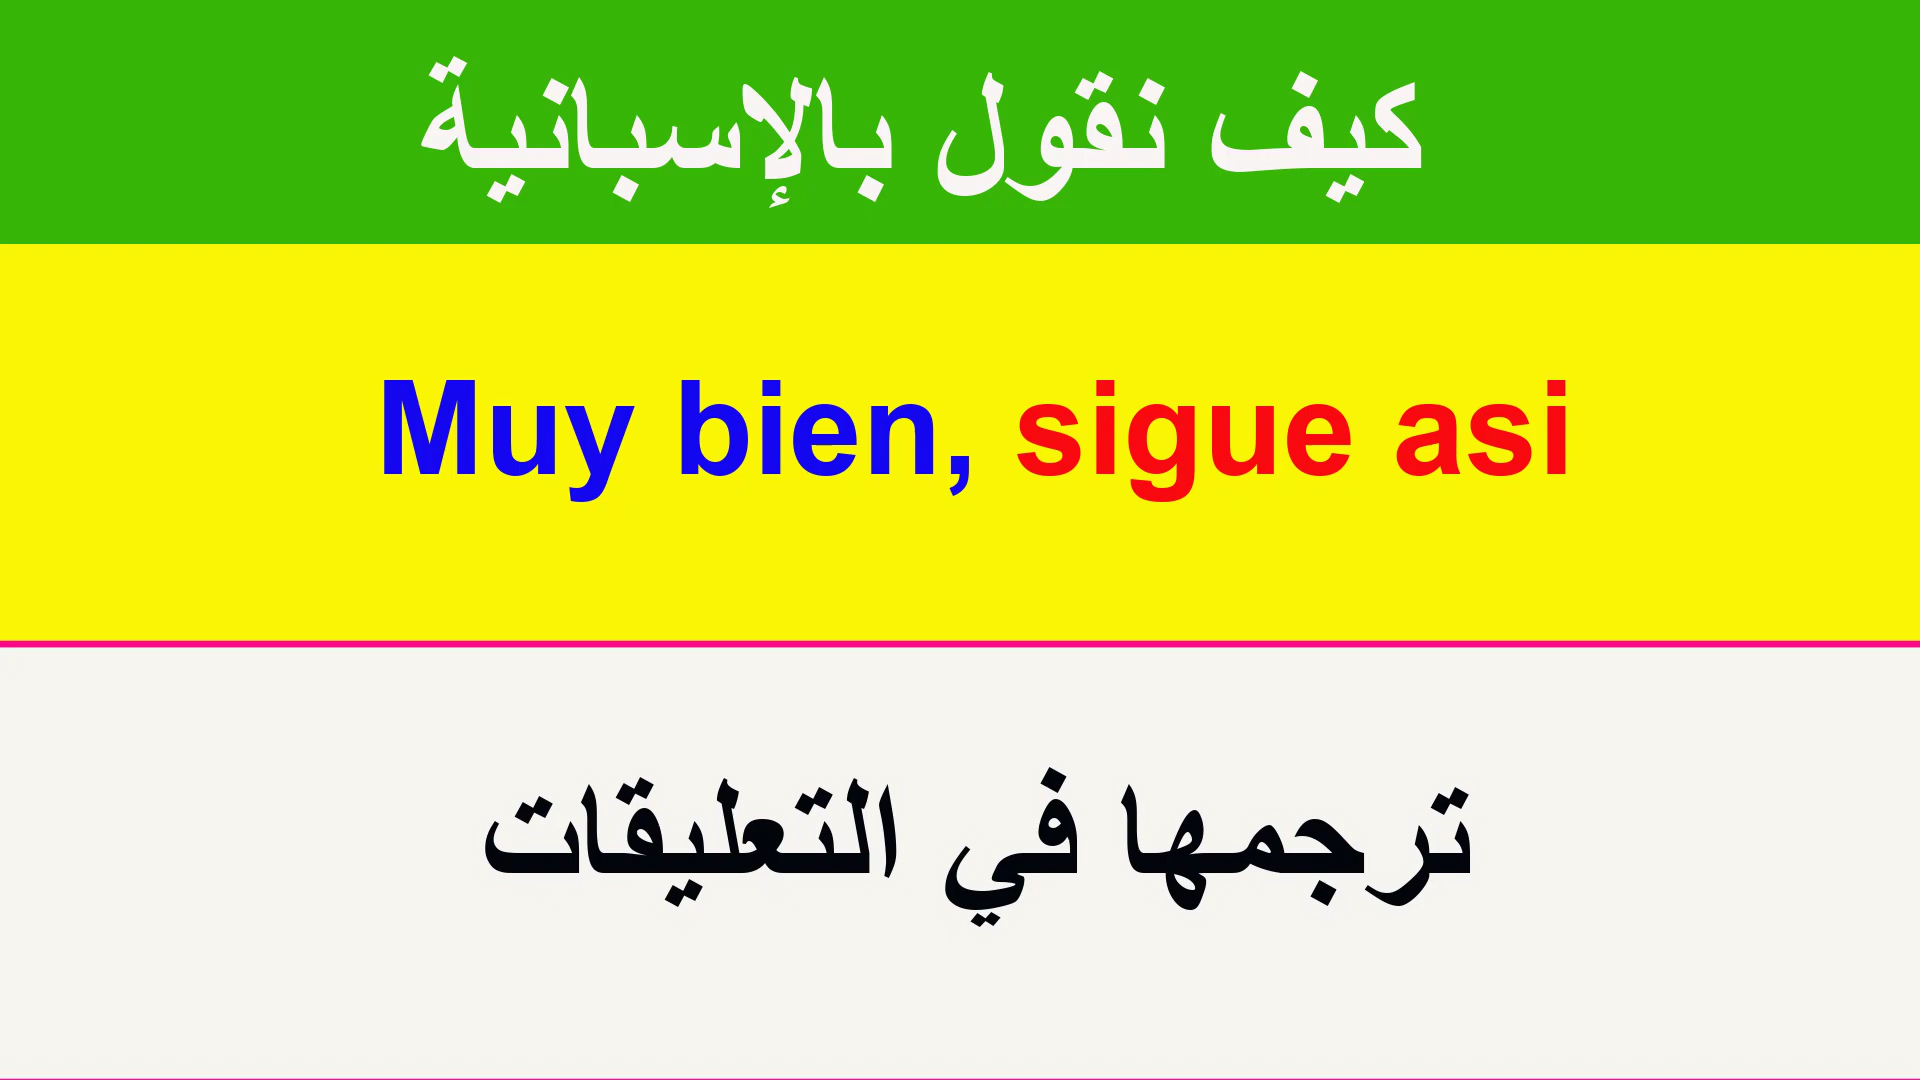 كيف نقول بالإسبانية
Muy bien, sigue asi
ترجمها في التعليقات